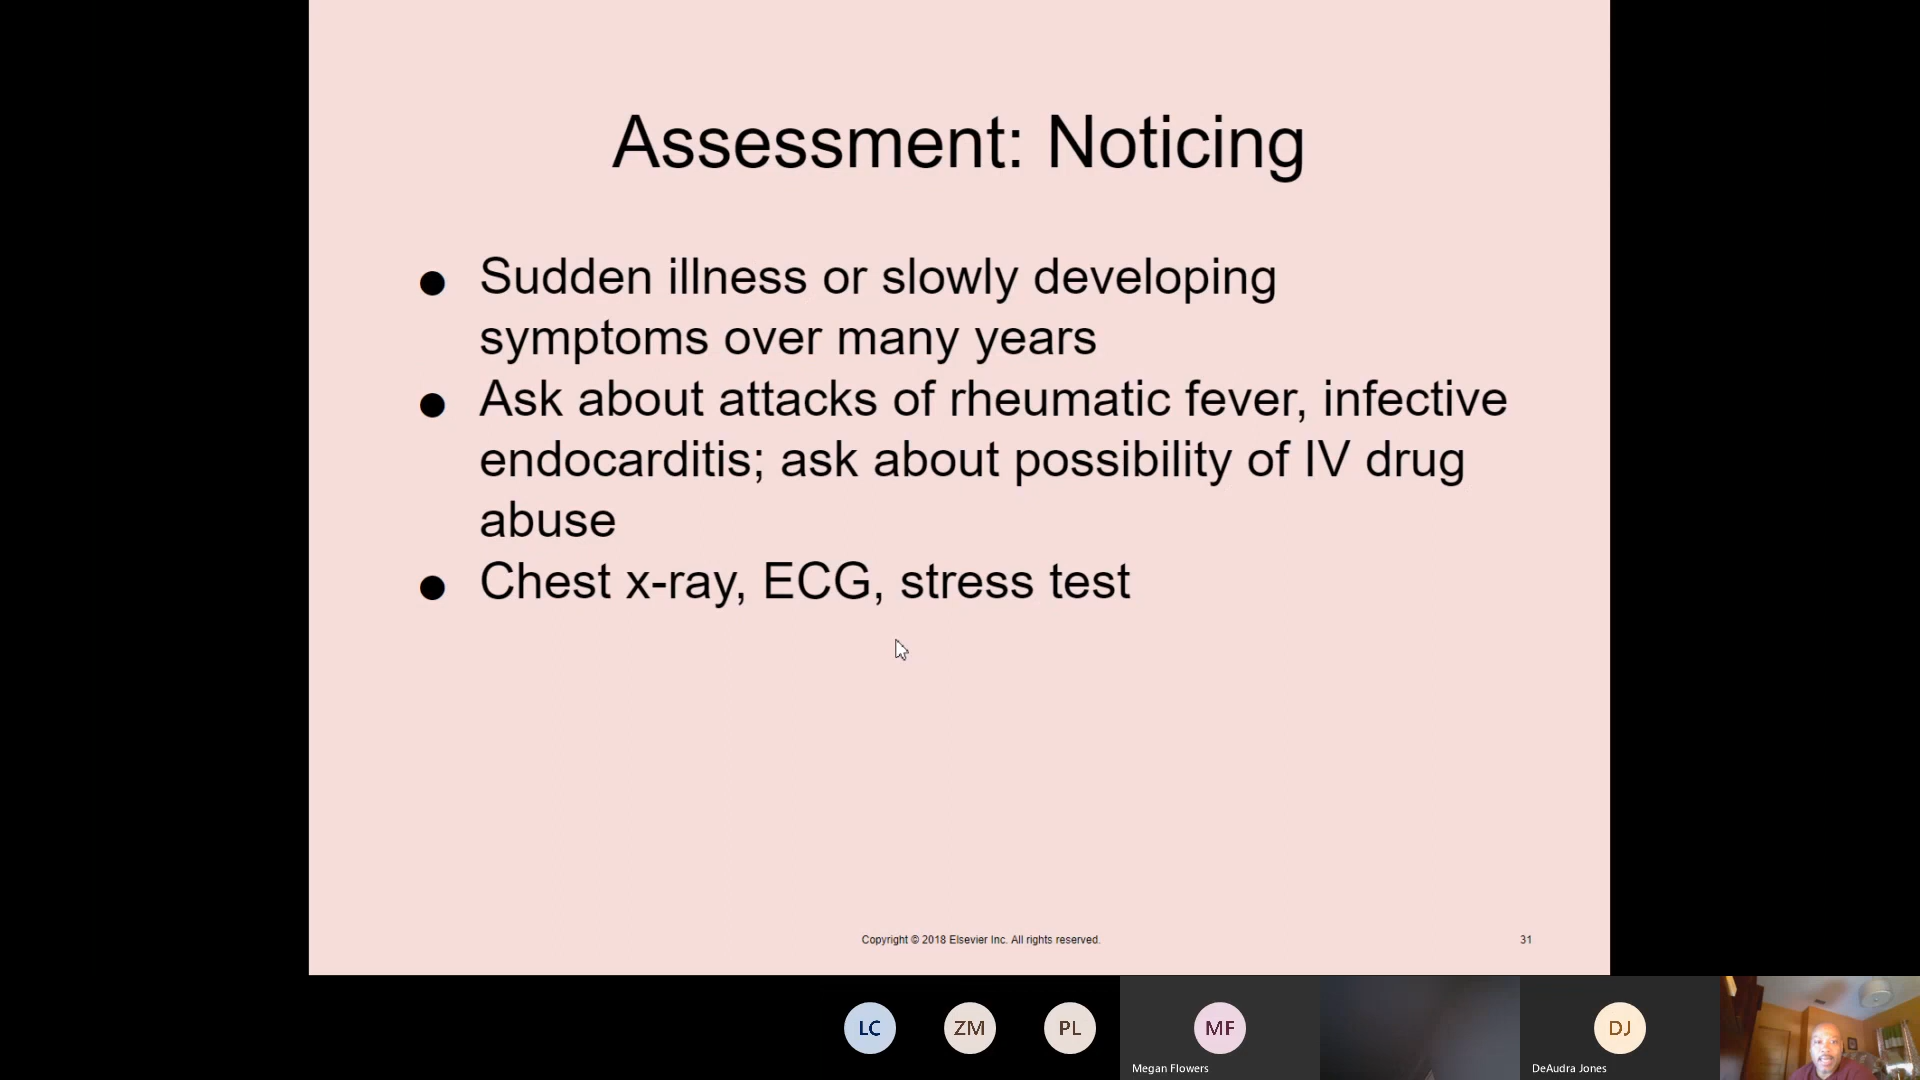 Assessment: Noticing
● Sudden illness or slowly developing
symptoms over many years
● Ask about attacks of rheumatic fever, infective
endocarditis; ask about possibility of IV drug
abuse
● Chest x-ray, ECG, stress test
Copyright © 2018 Elsevier Inc. All rights reserved.
31
LC
ZM
PL
MF
DJ
Megan Flowers
DeAudra Jones